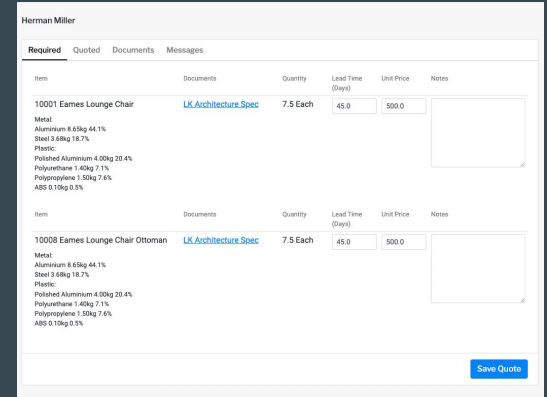 Herman Miller
Required Quoted Documents Messages
Item Documents Quantity Lead Time (Days) Unit Price Notes
10001 Eames Lounge Chair LK Architecture Spec 7.5 Each 45.0 500.0
Metal:
Aluminium 8.65kg 44.1%
Steel 3.68kg 18.7%
Plastic:
Polished Aluminium 4.00kg 20.4%
Polyurethane 1.40kg 7.1%
Polypropylene 1.50kg 7.6%
ABS 0.10kg 0.5%
Item Documents Quantity Lead Time (Days) Unit Price Notes
10008 Eames Lounge Chair Ottoman LK Architecture Spec 7.5 Each 45.0 500.0
Metal:
Aluminium 8.65kg 44.1%
Steel 3.68kg 18.7%
Plastic:
Polished Aluminium 4.00kg 20.4%
Polyurethane 1.40kg 7.1%
Polypropylene 1.50kg 7.6%
ABS 0.10kg 0.5%
Save Quote